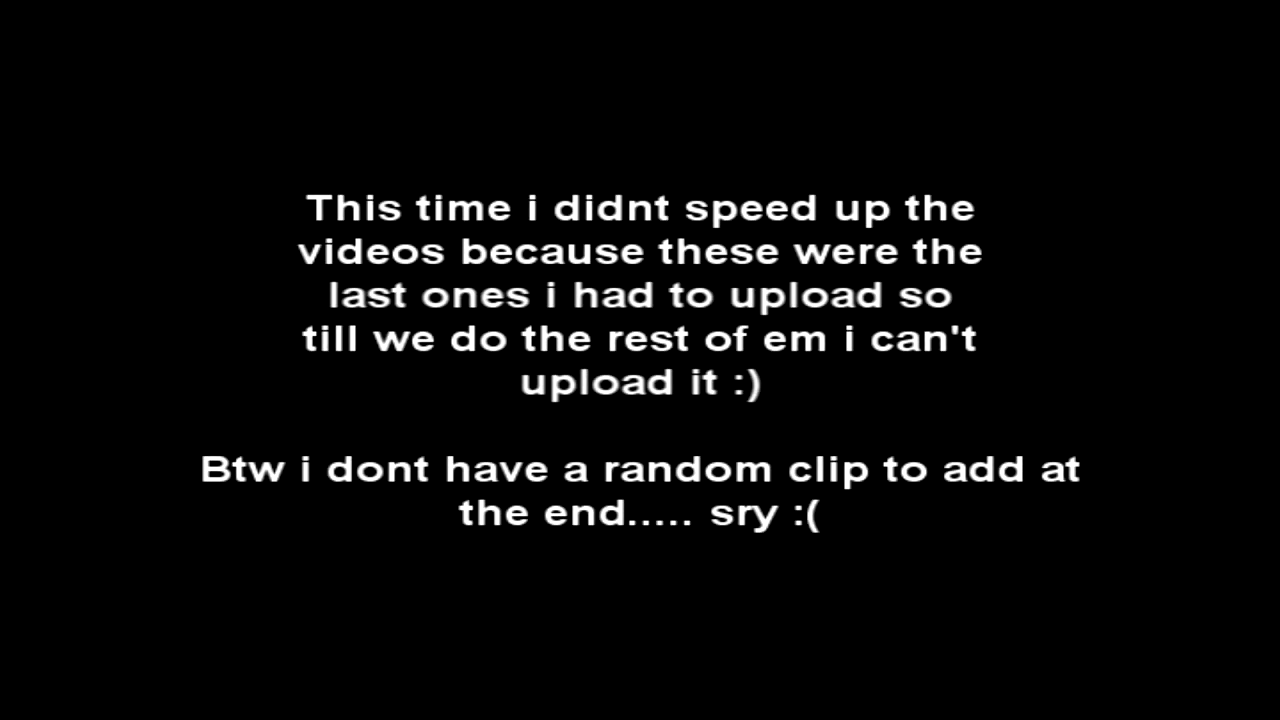 This time i didnt speed up the
videos because these were the
last ones i had to upload so
till we do the rest of em i can't
upload it :)
Btw i dont have a random clip to add at
the end..... sry :(